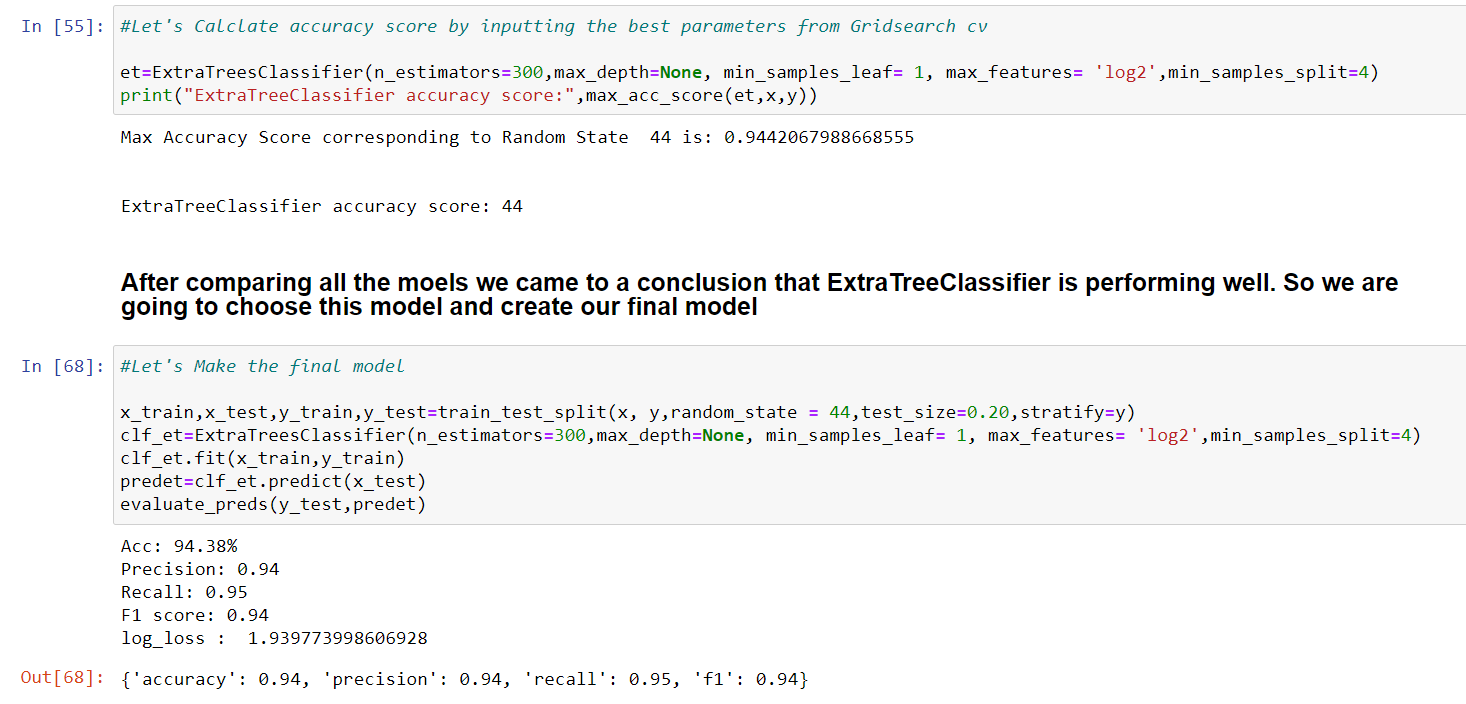 In [55]: #Let's Calclate accuracy score by inputting the best parameters from Gridsearch cv
et=ExtraTreesClassifier(n_estimators=300,max_depth=None, min_samples_leaf= 1, max_features= 'log2',min_samples_split=4)
print("ExtraTreeClassifier accuracy score:",max_acc_score(et,x,y))
Max Accuracy Score corresponding to Random State  44 is: 0.9442067988668555
ExtraTreeClassifier accuracy score: 44
After comparing all the moels we came to a conclusion that ExtraTreeClassifier is performing well. So we are
going to choose this model and create our final model
In [68]: #Let's Make the final model
x_train,x_test,y_train,y_test=train_test_split(x, y,random_state = 44,test_size=0.20,stratify=y)
clf_et=ExtraTreesClassifier(n_estimators=300,max_depth=None, min_samples_leaf= 1, max_features= 'log2',min_samples_split=4)
clf_et.fit(x_train,y_train)
predet=clf_et.predict(x_test)
evaluate_preds(y_test,predet)
Acc: 94.38%
Precision: 0.94
Recall: 0.95
F1 score: 0.94
log_loss :  1.939773998606928
Out[68]: {'accuracy': 0.94, 'precision': 0.94, 'recall': 0.95, 'f1': 0.94}